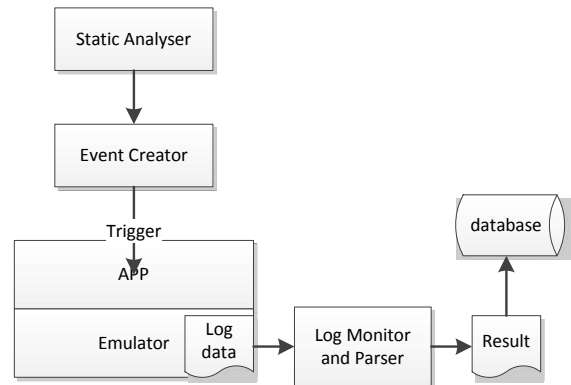 Static Analyser
Event Creator
Trigger
APP
Emulator
Log
data
Log Monitor
and Parser
Result
database